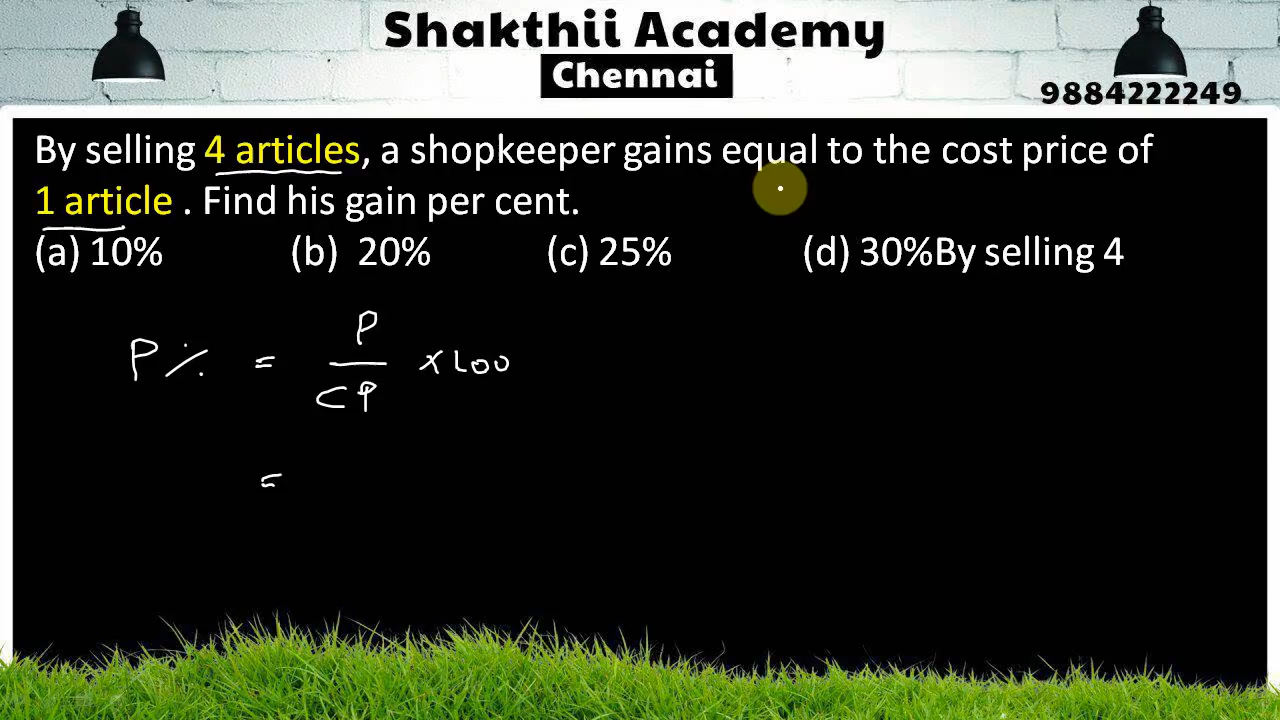 Shakthii Academy
Chennai
9884222249
By selling 4 articles, a shopkeeper gains equal to the cost price of
1 article . Find his gain per cent.
(a) 10% (b) 20% (c) 25% (d) 30%By selling 4
P% = P/CP × 100
=